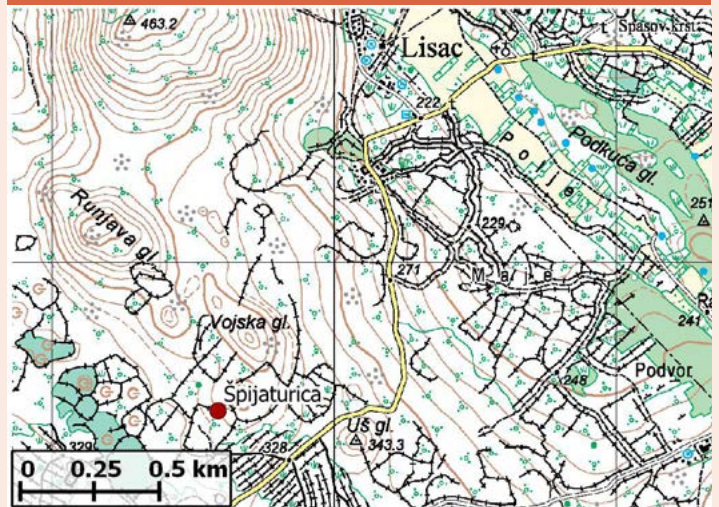 463.2
Lisac
Spasov krst
222
Polje
Podkuća gl.
251
Runjava gl.
229
271
Maje
Vojska gl.
241
Podvor
248
Špijaturica
Uš gl.
343.3
329
328
0 0.25 0.5 km